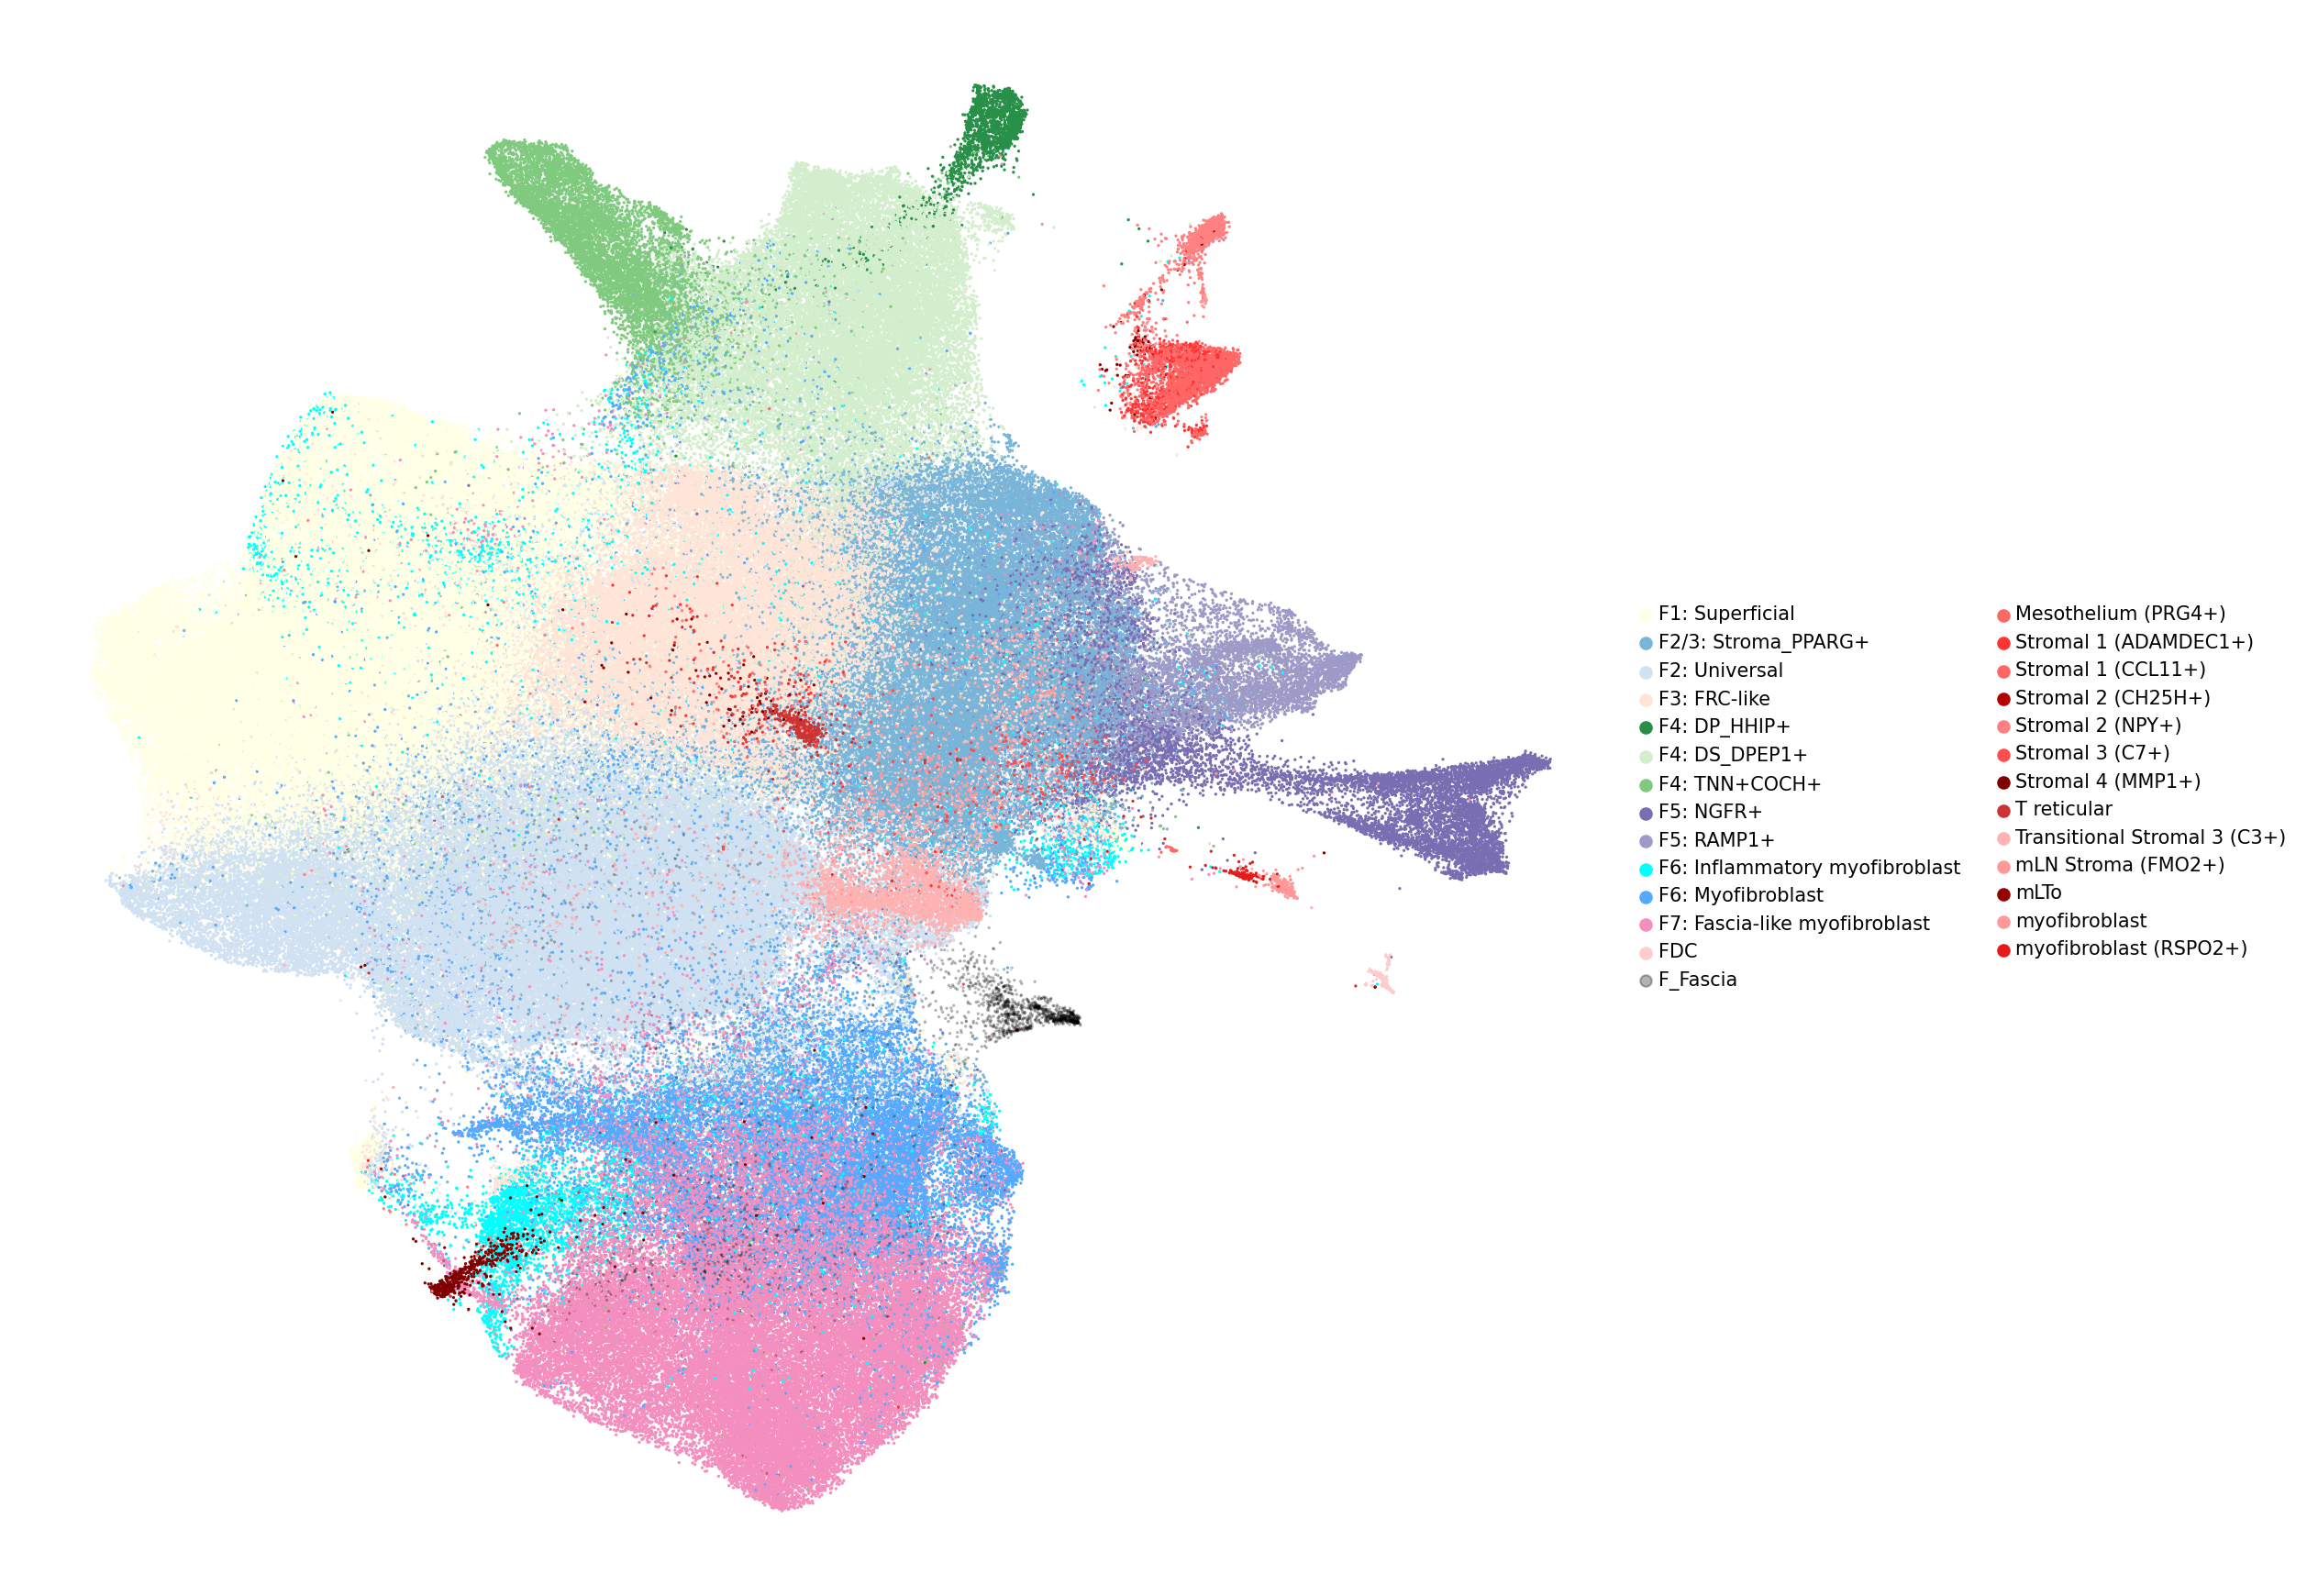 F1: Superficial
F2/3: Stroma_PPARG+
F2: Universal
F3: FRC-like
F4: DP_HHIP+
F4: DS_DPEP1+
F4: TNN+COCH+
F5: NGFR+
F5: RAMP1+
F6: Inflammatory myofibroblast
F6: Myofibroblast
F7: Fascia-like myofibroblast
FDC
F_Fascia
Mesothelium (PRG4+)
Stromal 1 (ADAMDEC1+)
Stromal 1 (CCL11+)
Stromal 2 (CH25H+)
Stromal 2 (NPY+)
Stromal 3 (C7+)
Stromal 4 (MMP1+)
T reticular
Transitional Stromal 3 (C3+)
mLN Stroma (FMO2+)
mLTo
myofibroblast
myofibroblast (RSPO2+)